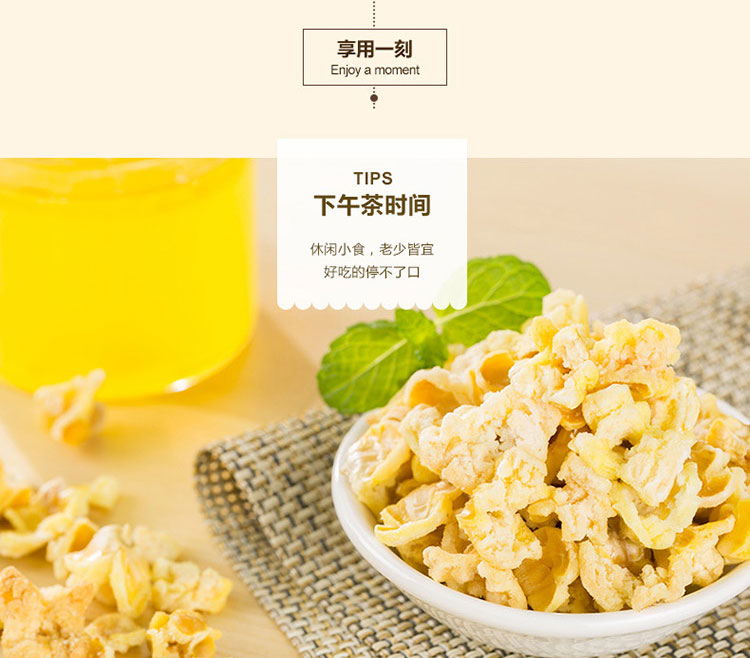 享用一刻
Enjoy a moment
TIPS
下午茶时间
休闲小食，老少皆宜
好吃的停不了口